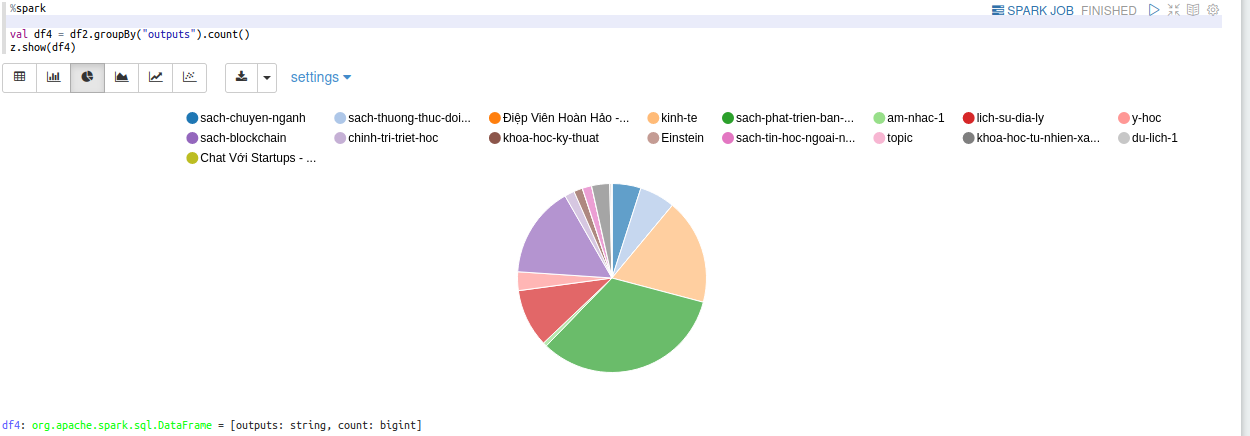 %spark
SPARK JOB FINISHED
val df4 = df2.groupBy("outputs").count()
z.show(df4)
settings
sach-chuyen-nganh sach-thuong-thuc-doi... Điệp Viên Hoàn Hảo -... kinh-te sach-phat-trien-ban-... am-nhac-1 lich-su-dia-ly y-hoc
sach-blockchain chinh-tri-triet-hoc khoa-hoc-ky-thuat Einstein sach-tin-hoc-ngoai-n... topic khoa-hoc-tu-nhien-xa... du-lich-1
Chat Với Startups - ...
df4: org.apache.spark.sql.DataFrame = [outputs: string, count: bigint]